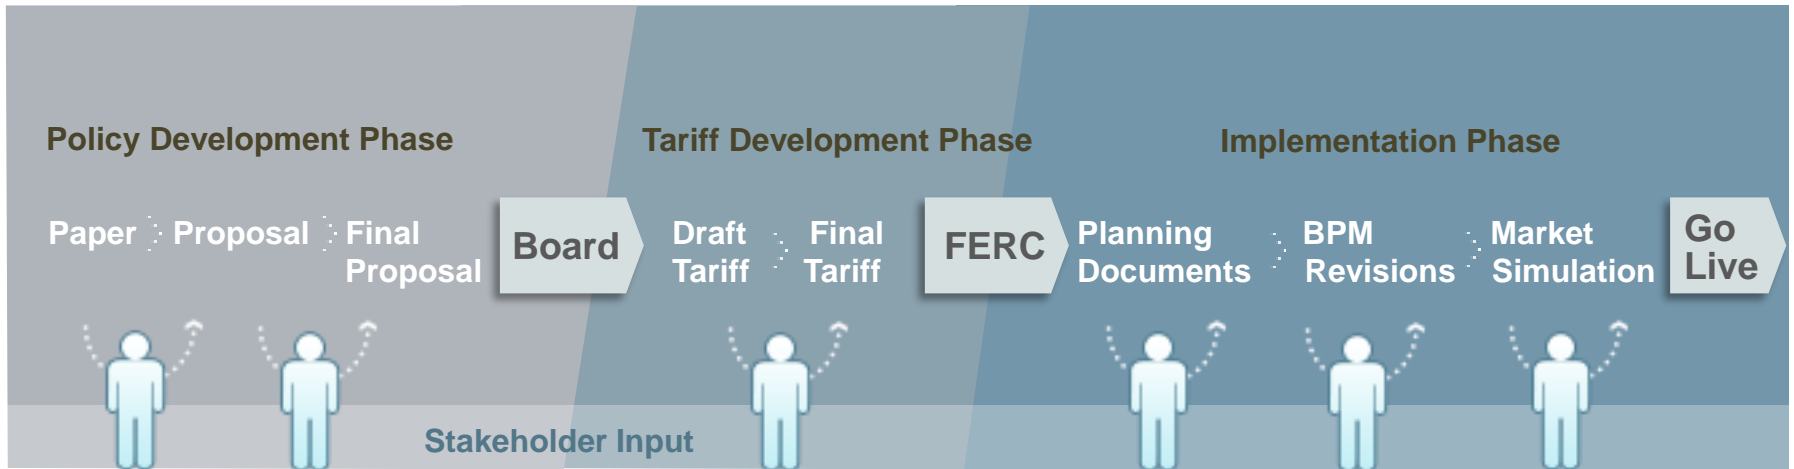 Policy Development Phase
Tariff Development Phase
Implementation Phase
Paper
Proposal
Final
Proposal
Board
Draft
Tariff
Final
Tariff
FERC
Planning
Documents
BPM
Revisions
Market
Simulation
Go
Live
Stakeholder Input